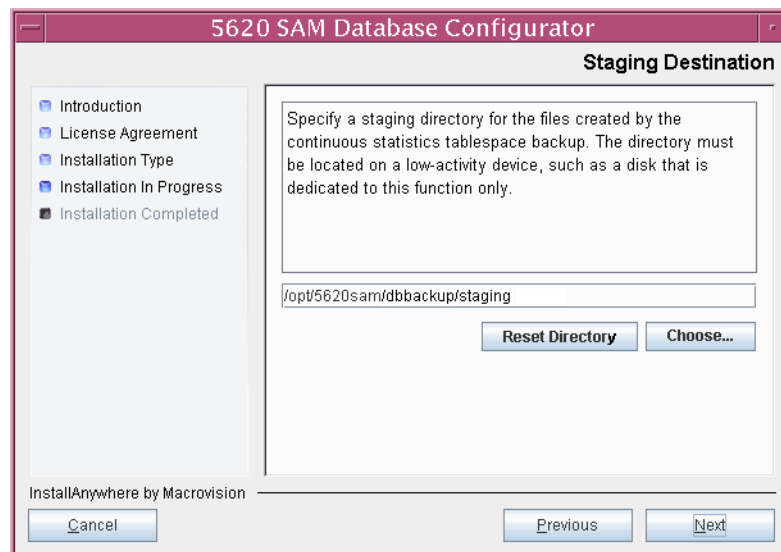 5620 SAM Database Configurator
Staging Destination
Introduction
License Agreement
Installation Type
Installation In Progress
Installation Completed
Specify a staging directory for the files created by the
continuous statistics tablespace backup. The directory must
be located on a low-activity device, such as a disk that is
dedicated to this function only.
/opt/5620sam/dbbackup/staging
Reset Directory
Choose...
InstallAnywhere by Macrovision
Cancel
Previous
Next